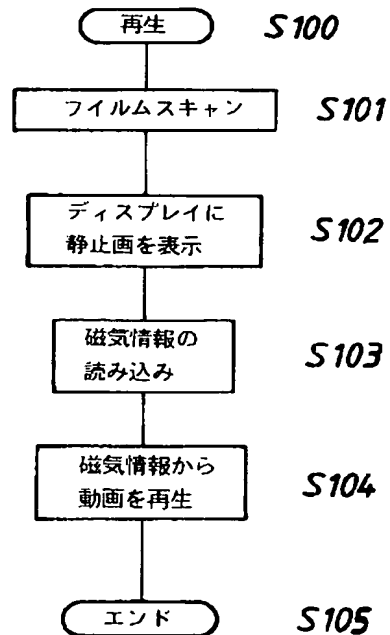 再生 S100
フイルムスキャン S101
ディスプレイに
静止画を表示 S102
磁気情報の
読み込み S103
磁気情報から
動画を再生 S104
エンド S105